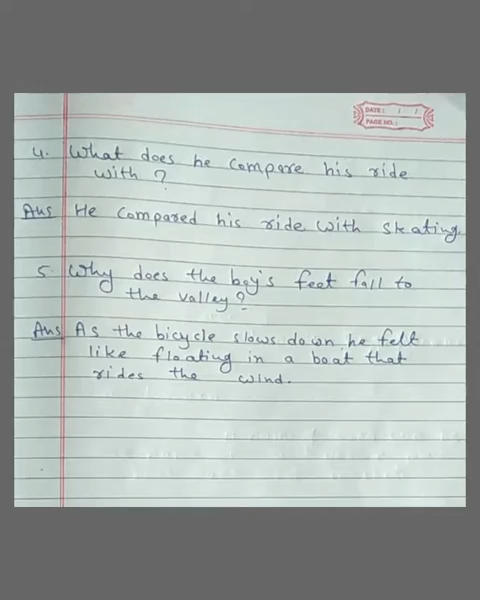 DATE: / /
PAGE NO.:
4. What does he compare his ride
with ?
Ans He compared his ride with skating.
5. Why does the boy's feet fall to
the valley?
Ans As the bicycle slows down he felt
like floating in a boat that
rides the wind.